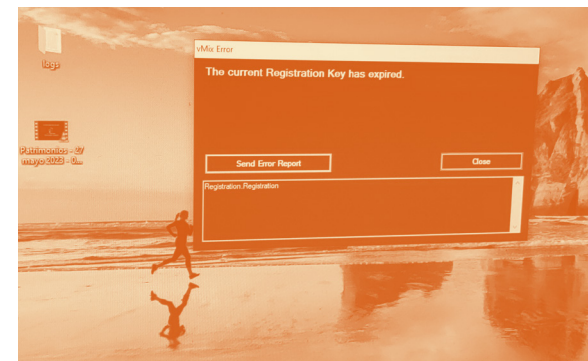 vMix Error
The current Registration Key has expired.
logs
Patrimonios - 27
mayo 2023 - 0...
Send Error Report
Close
Registration.Registration